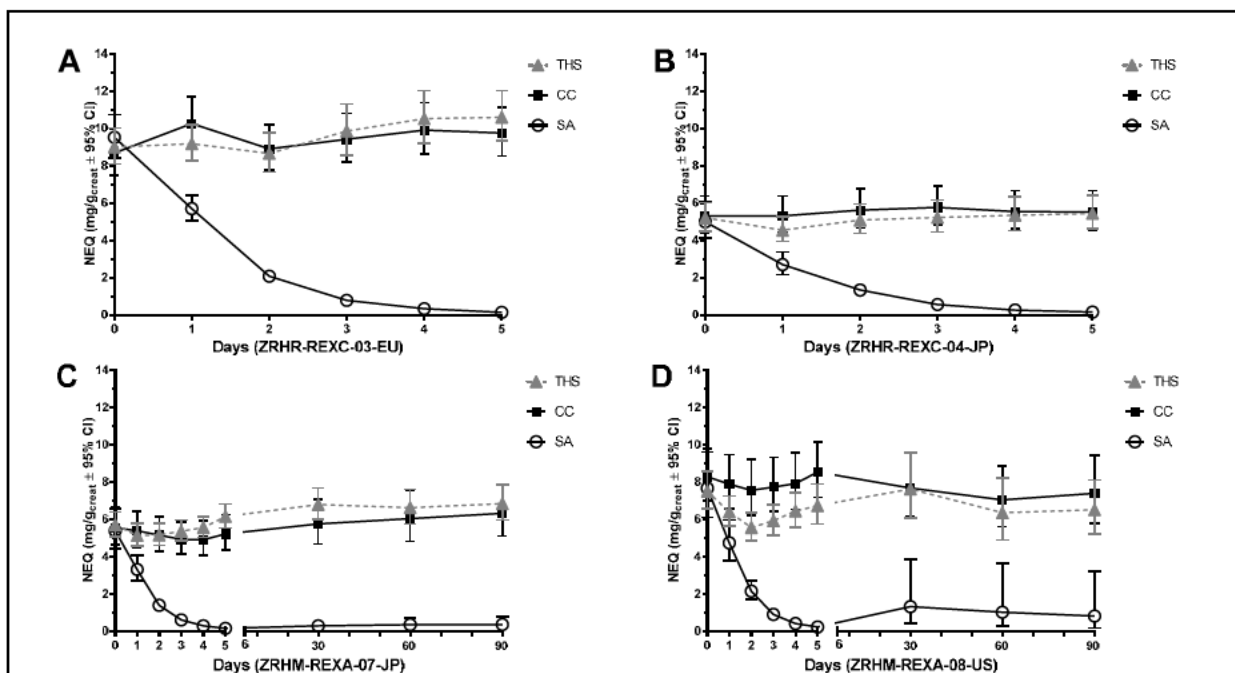 A
NEQ (mg/gcreat ± 95% CI)
14
12
10
8
6
4
2
0
0 1 2 3 4 5
Days (ZRHR-REXC-03-EU)
THS
CC
SA
B
NEQ (mg/gcreat ± 95% CI)
14
12
10
8
6
4
2
0
0 1 2 3 4 5
Days (ZRHR-REXC-04-JP)
THS
CC
SA
C
NEQ (mg/gcreat ± 95% CI)
14
12
10
8
6
4
2
0
0 1 2 3 4 5 6 30 60 90
Days (ZRHM-REXA-07-JP)
THS
CC
SA
D
NEQ (mg/gcreat ± 95% CI)
14
12
10
8
6
4
2
0
0 1 2 3 4 5 6 30 60 90
Days (ZRHM-REXA-08-US)
THS
CC
SA